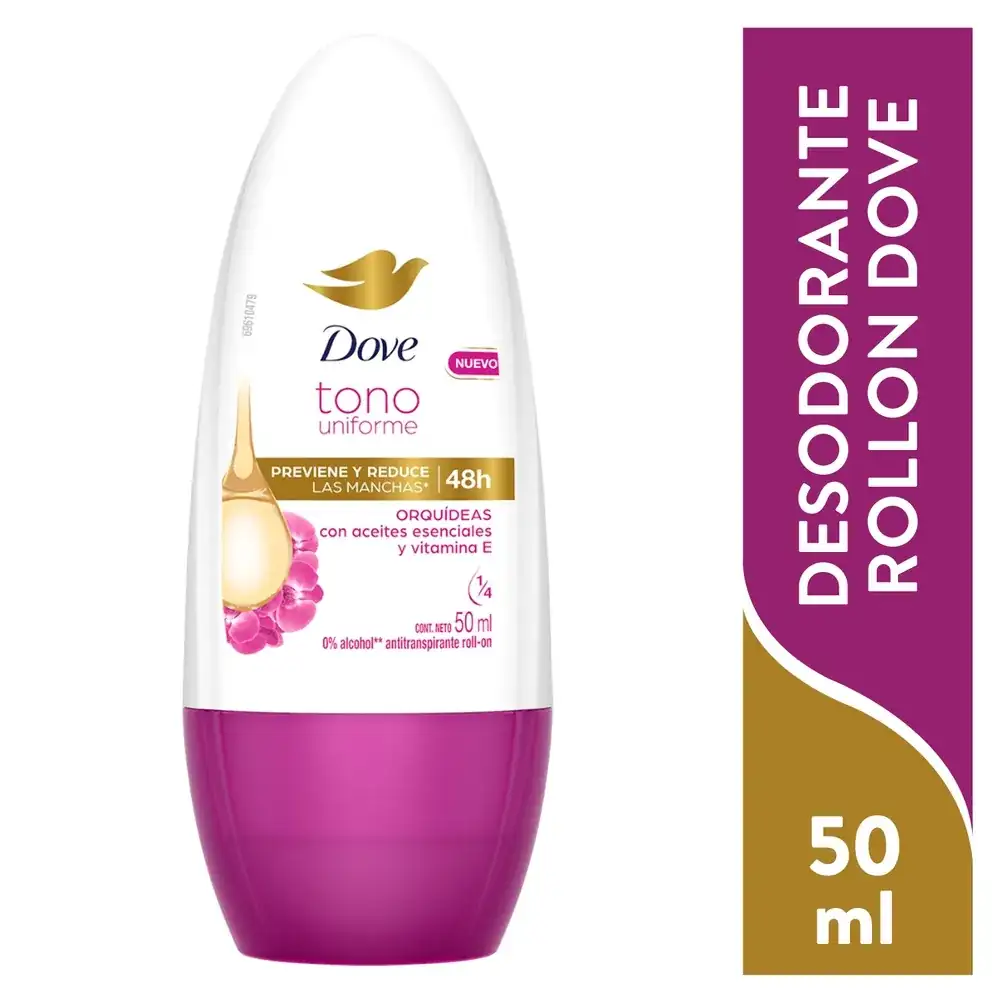 69610479
Dove
NUEVO
tono
uniforme
PREVIENE Y REDUCE
LAS MANCHAS*
48h
ORQUÍDEAS
con aceites esenciales
y vitamina E
1/4
CONT. NETO 50 ml
0% alcohol** antitranspirante roll-on
DESODORANTE
ROLLON DOVE
50
ml